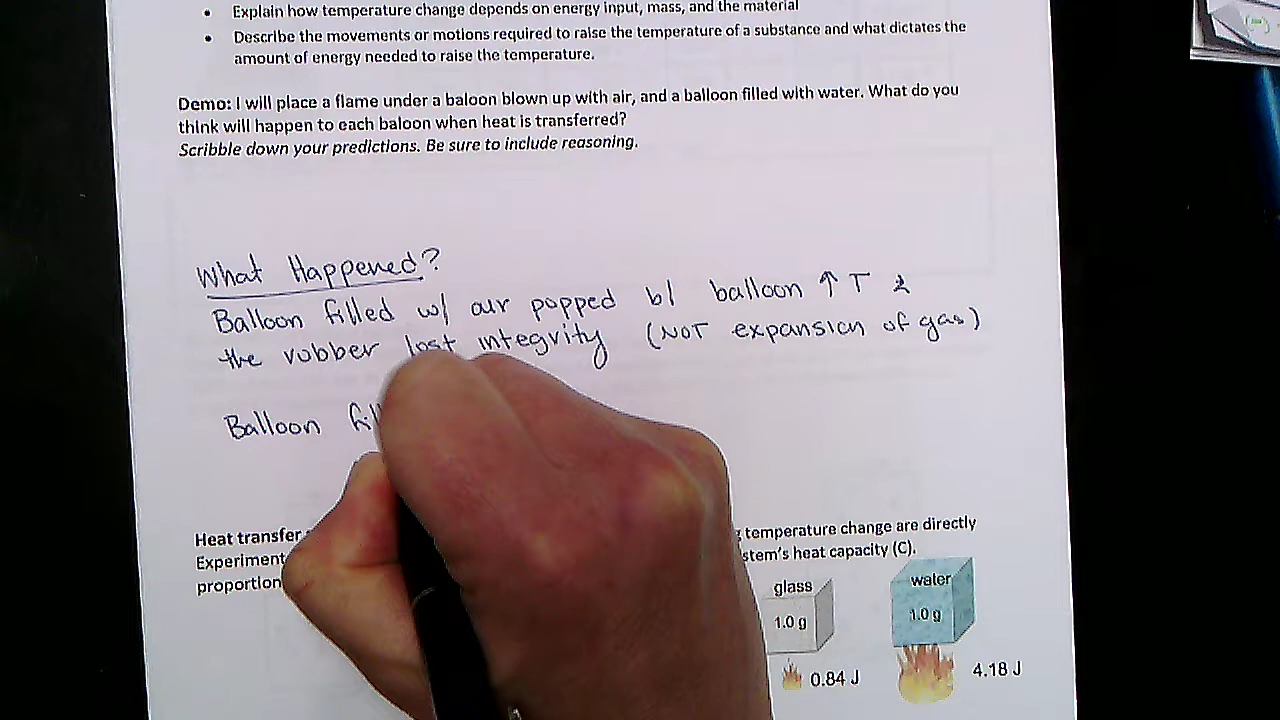 • Explain how temperature change depends on energy input, mass, and the material
• Describe the movements or motions required to raise the temperature of a substance and what dictates the
amount of energy needed to raise the temperature.
Demo: I will place a flame under a baloon blown up with air, and a balloon filled with water. What do you
think will happen to each baloon when heat is transferred?
Scribble down your predictions. Be sure to include reasoning.
What Happened?
Balloon filled w/ air popped b/ balloon ↑ T &
the rubber lost integrity (NOT expansion of gas)
Balloon fill
Heat transfer temperature change are directly
Experiment stem's heat capacity (C).
proportion
glass
1.0 g
0.84 J
water
1.0 g
4.18 J